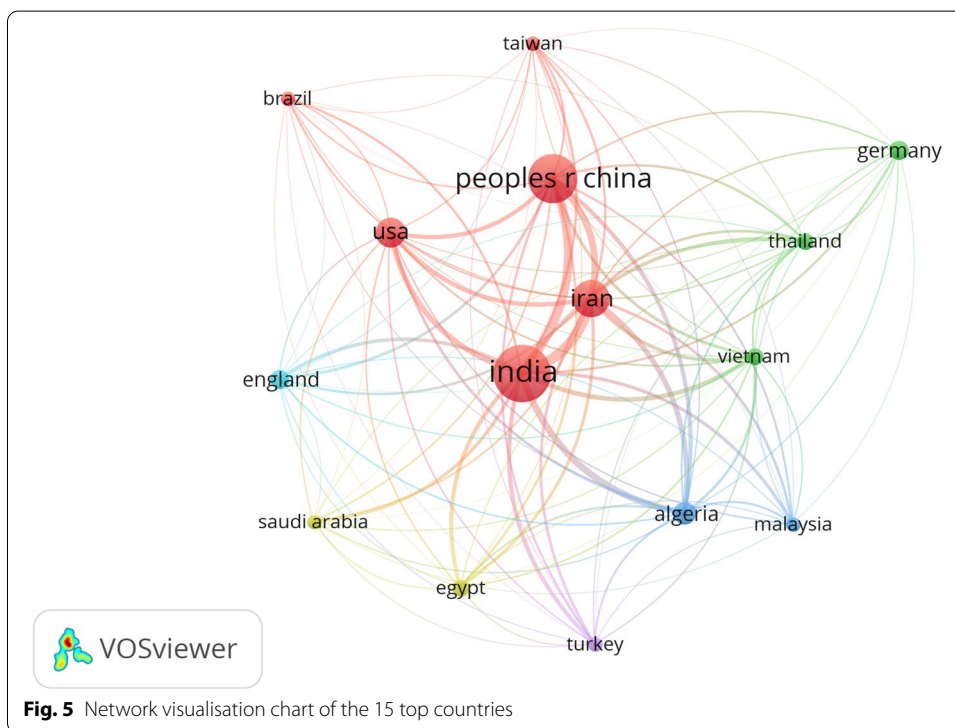 taiwan
brazil
germany
peoples r china
usa
thailand
iran
vietnam
india
england
saudi arabia
algeria
malaysia
egypt
turkey
VOSviewer
Fig. 5 Network visualisation chart of the 15 top countries